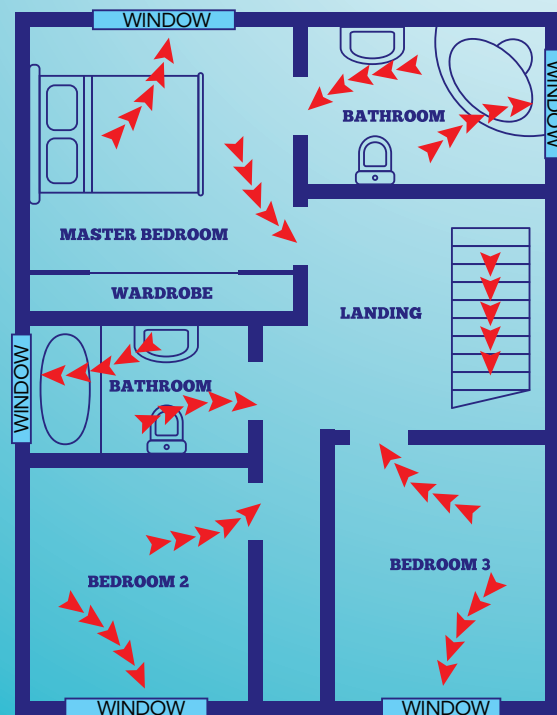 WINDOW
WINDOW
BATHROOM
MASTER BEDROOM
WARDROBE
LANDING
WINDOW
BATHROOM
BEDROOM 3
BEDROOM 2
WINDOW
WINDOW